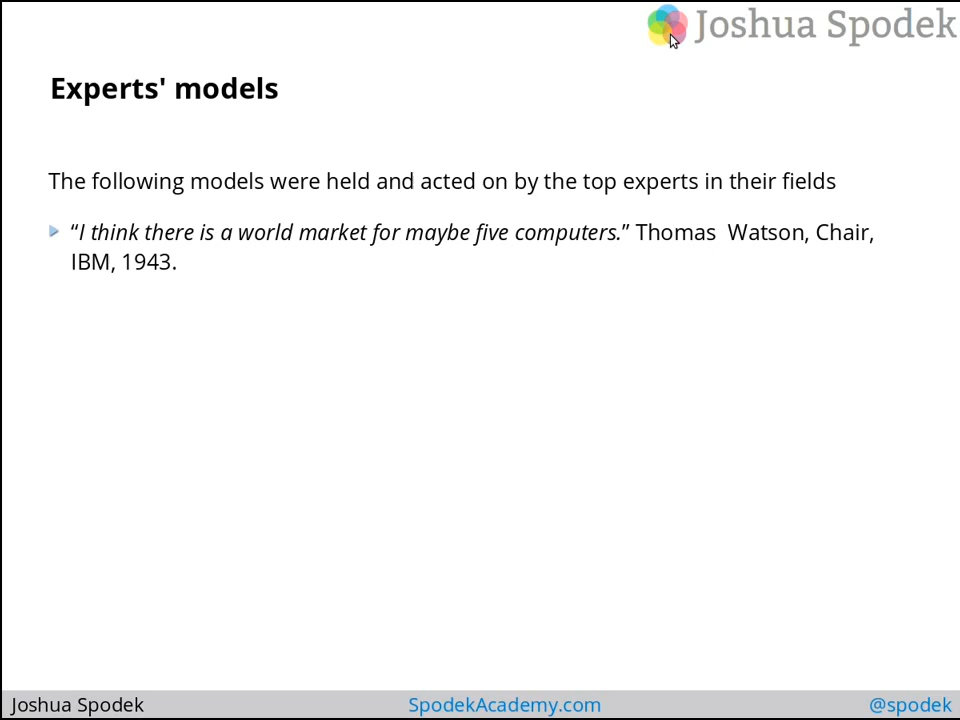 Joshua Spodek
Experts' models
The following models were held and acted on by the top experts in their fields
“I think there is a world market for maybe five computers.” Thomas  Watson, Chair,
IBM, 1943.
Joshua Spodek
SpodekAcademy.com
@spodek